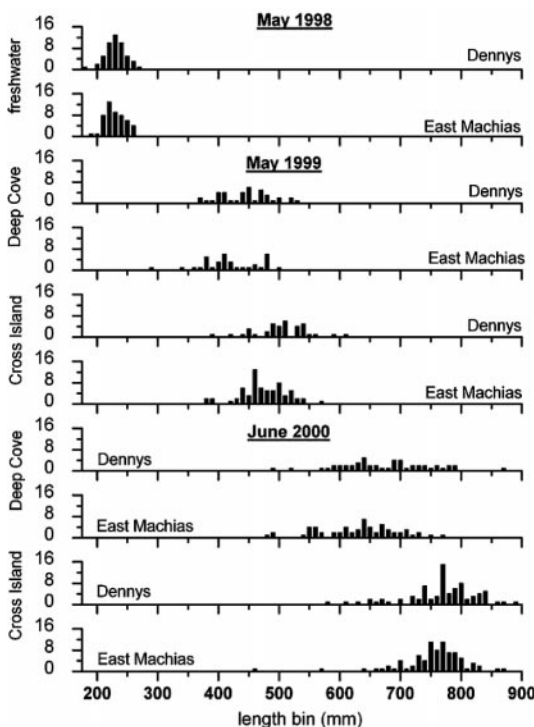 May 1998
freshwater
16
8
0
Dennys
16
8
0
East Machias
May 1999
Deep Cove
16
8
0
Dennys
16
8
0
East Machias
Cross Island
16
8
0
Dennys
16
8
0
East Machias
June 2000
Deep Cove
16
8
0
Dennys
16
8
0
East Machias
Cross Island
16
8
0
Dennys
16
8
0
East Machias
200 300 400 500 600 700 800 900
length bin (mm)